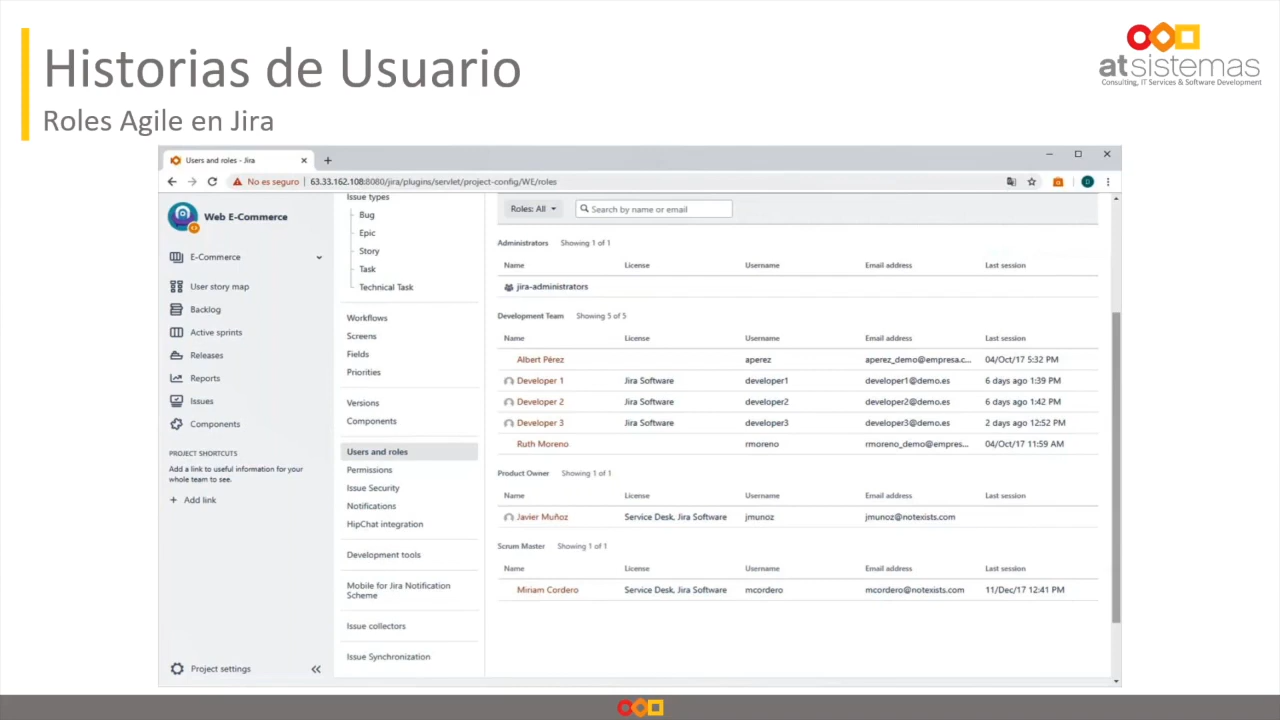 Historias de Usuario
Roles Agile en Jira
atsistemas
Consulting, IT Services & Software Development
Users and roles - Jira
No es seguro | 63.33.162.108:8080/jira/plugins/servlet/project-config/WE/roles
D
Web E-Commerce
E-Commerce
User story map
Backlog
Active sprints
Releases
Reports
Issues
Components
PROJECT SHORTCUTS
Add a link to useful information for your
whole team to see.
+ Add link
Project settings
Issue types
Bug
Epic
Story
Task
Technical Task
Workflows
Screens
Fields
Priorities
Versions
Components
Users and roles
Permissions
Issue Security
Notifications
HipChat integration
Development tools
Mobile for Jira Notification
Scheme
Issue collectors
Issue Synchronization
Roles: All Search by name or email
Administrators Showing 1 of 1
Name License Username Email address Last session
jira-administrators
Development Team Showing 5 of 5
Name License Username Email address Last session
Albert Pérez aperez aperez_demo@empresa.c... 04/Oct/17 5:32 PM
Developer 1 Jira Software developer1 developer1@demo.es 6 days ago 1:39 PM
Developer 2 Jira Software developer2 developer2@demo.es 6 days ago 1:42 PM
Developer 3 Jira Software developer3 developer3@demo.es 2 days ago 12:52 PM
Ruth Moreno rmoreno rmoreno_demo@empres... 04/Oct/17 11:59 AM
Product Owner Showing 1 of 1
Name License Username Email address Last session
Javier Muñoz Service Desk, Jira Software jmunoz jmunoz@notexists.com
Scrum Master Showing 1 of 1
Name License Username Email address Last session
Miriam Cordero Service Desk, Jira Software mcordero mcordero@notexists.com 11/Dec/17 12:41 PM